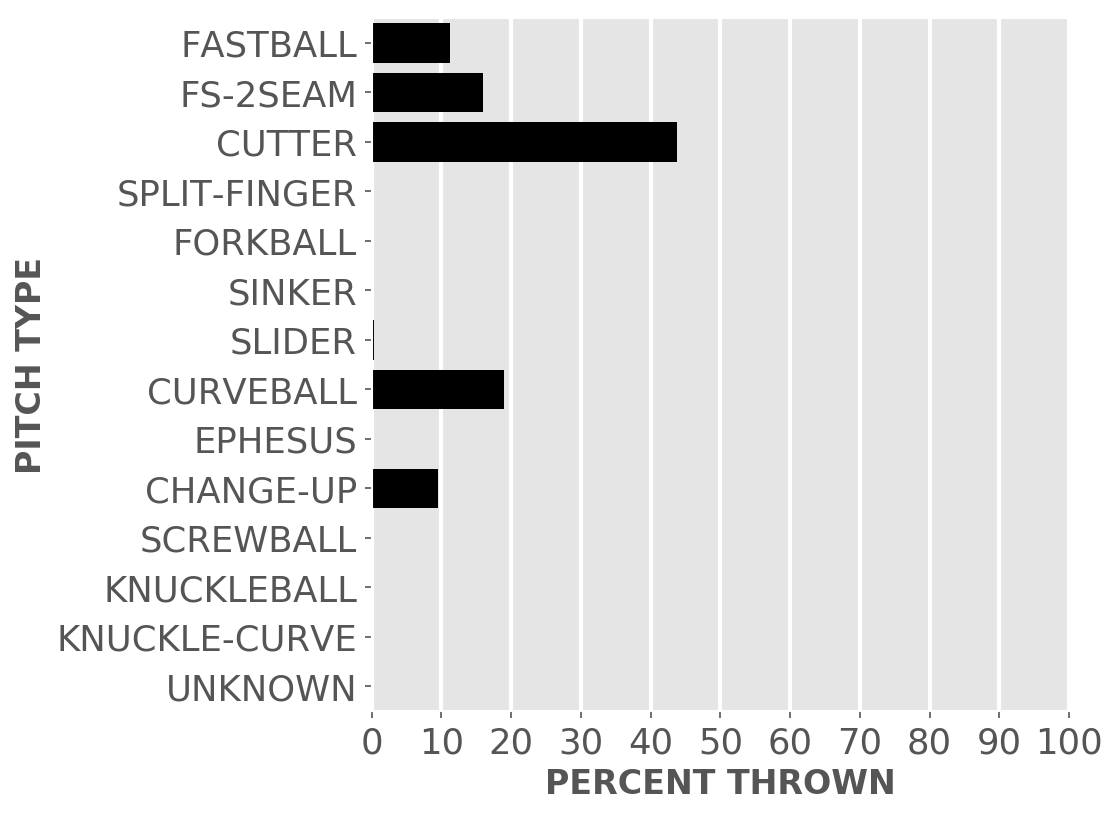 FASTBALL
FS-2SEAM
CUTTER
SPLIT-FINGER
FORKBALL
SINKER
SLIDER
CURVEBALL
EPHESUS
CHANGE-UP
SCREWBALL
KNUCKLEBALL
KNUCKLE-CURVE
UNKNOWN
PITCH TYPE
0 10 20 30 40 50 60 70 80 90 100
PERCENT THROWN